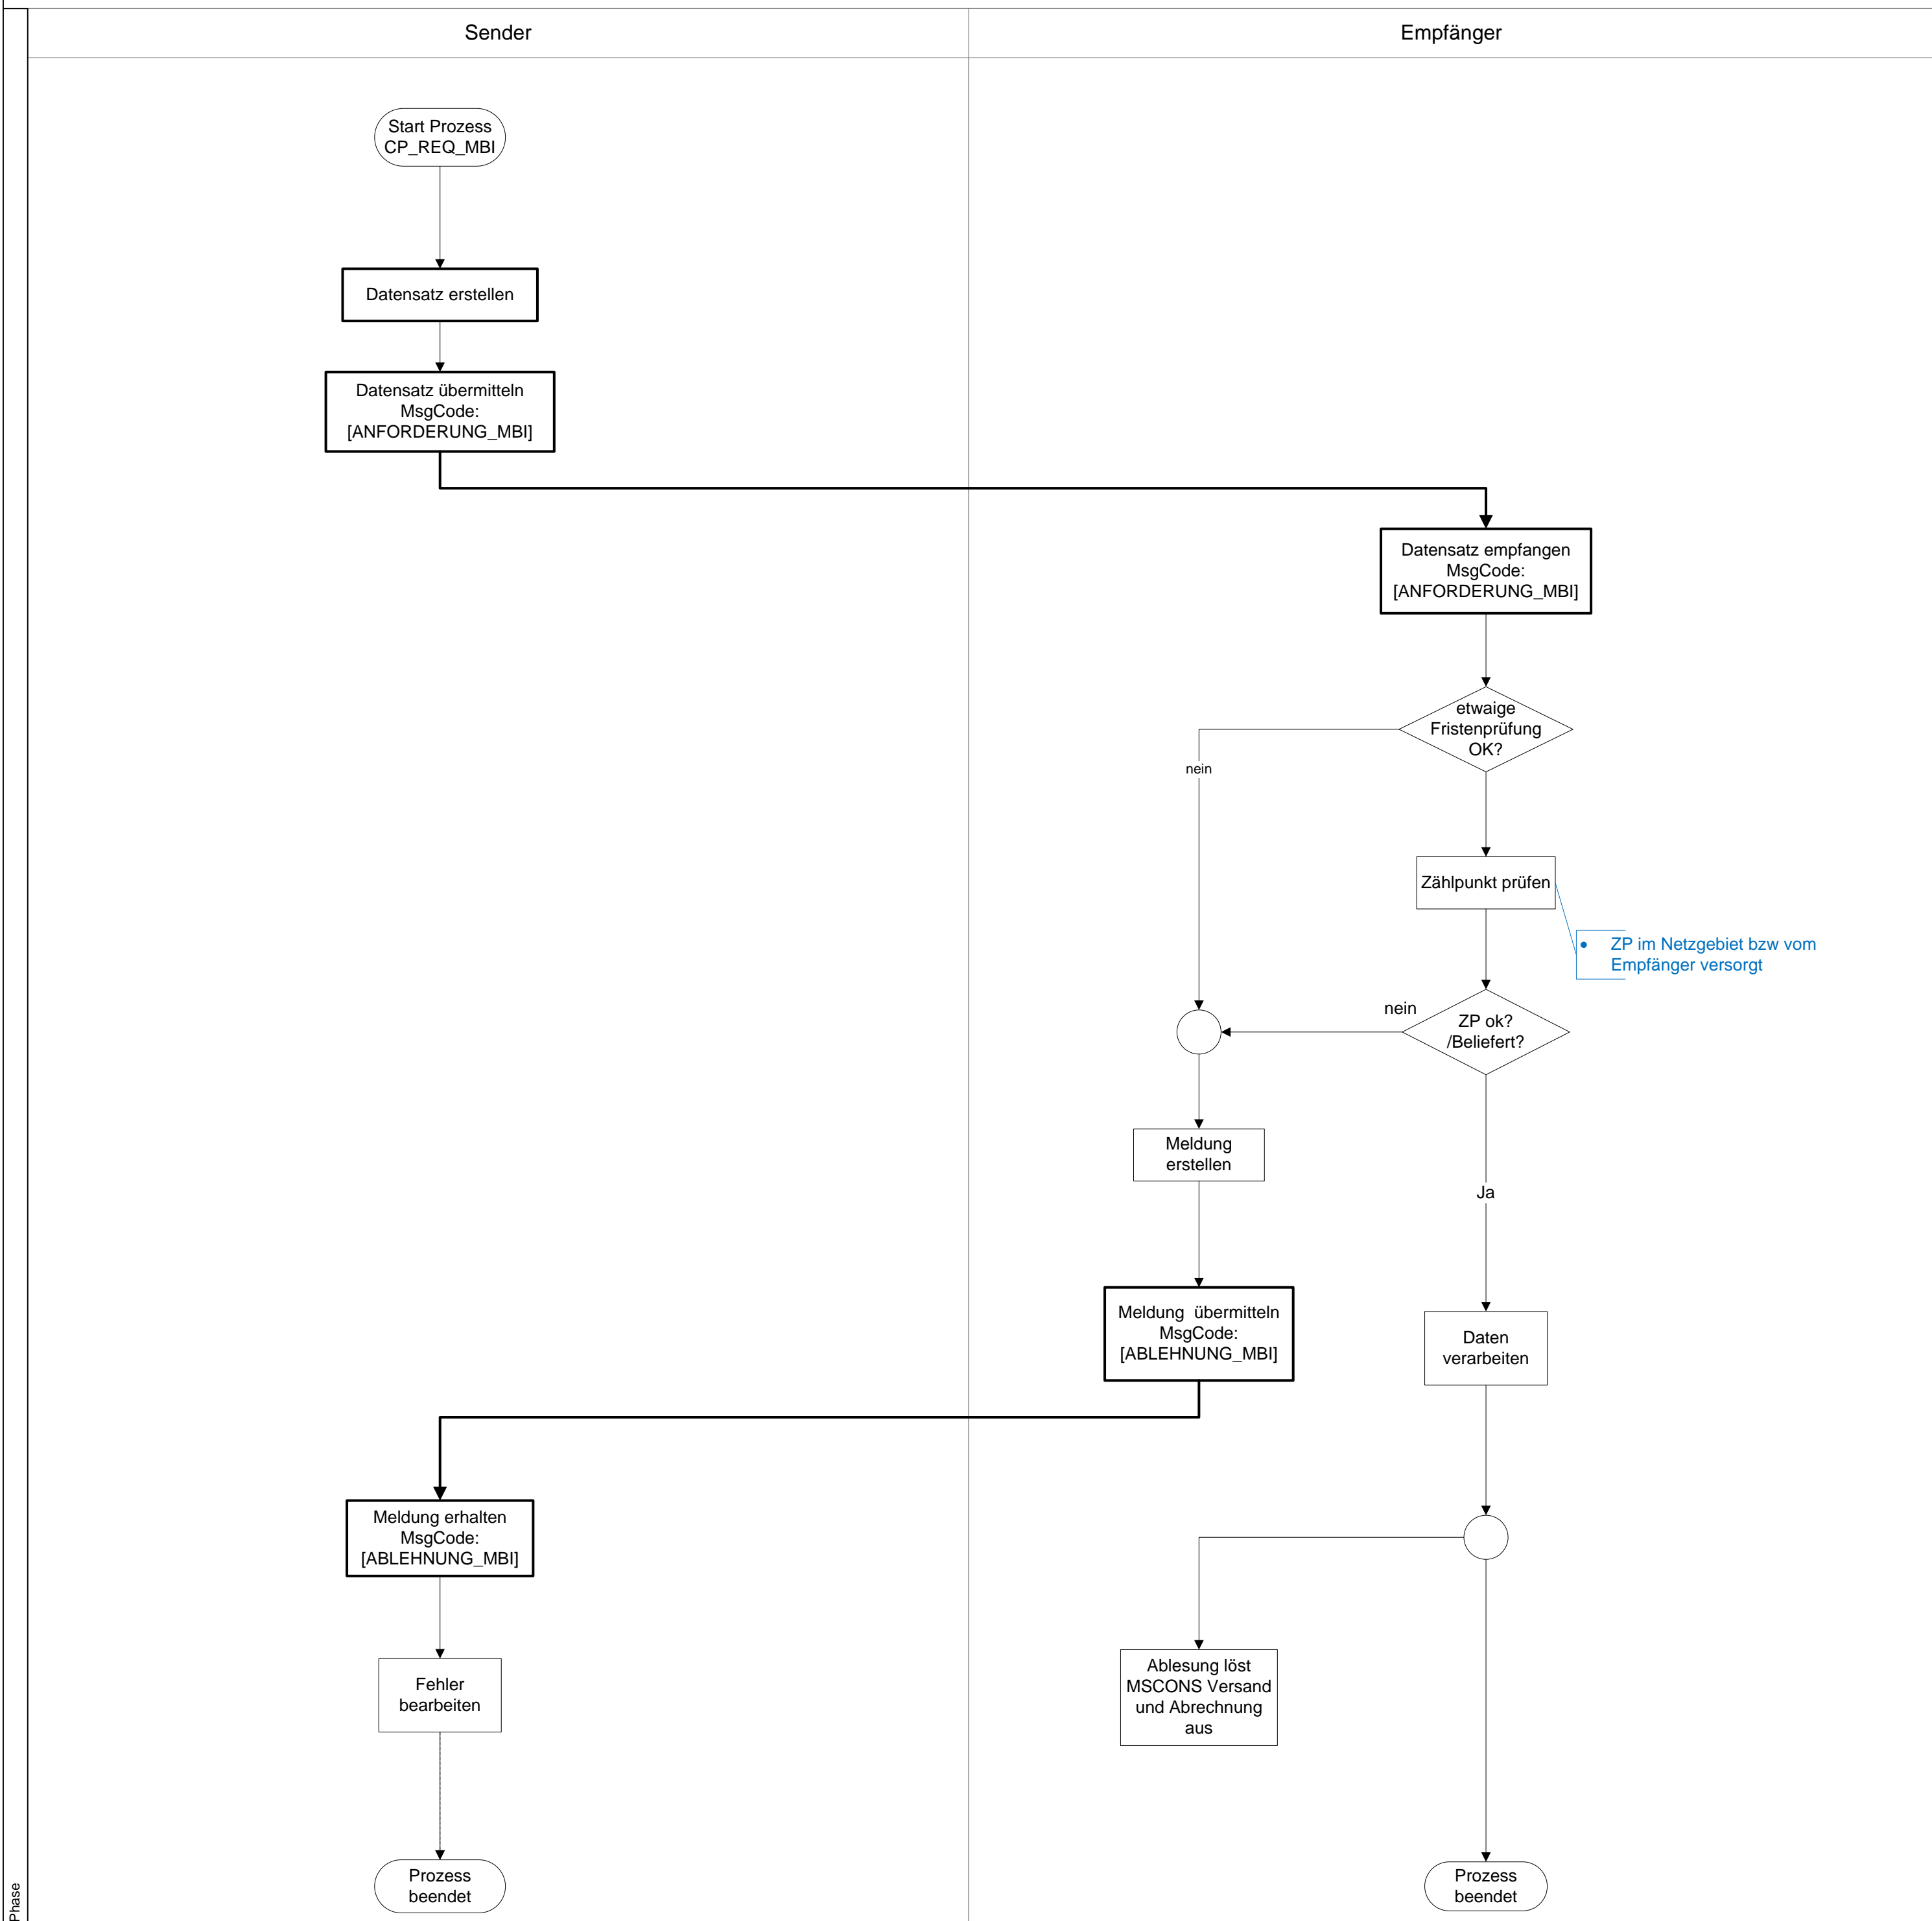 Sender
Empfänger
Start Prozess
CP_REQ_MBI
Datensatz erstellen
Datensatz übermitteln
MsgCode:
[ANFORDERUNG_MBI]
Datensatz empfangen
MsgCode:
[ANFORDERUNG_MBI]
etwaige
Fristenprüfung
OK?
nein
Zählpunkt prüfen
• ZP im Netzgebiet bzw vom
Empfänger versorgt
nein
ZP ok?
/Beliefert?
Meldung
erstellen
Ja
Meldung  übermitteln
MsgCode:
[ABLEHNUNG_MBI]
Daten
verarbeiten
Meldung erhalten
MsgCode:
[ABLEHNUNG_MBI]
Fehler
bearbeiten
Ablesung löst
MSCONS Versand
und Abrechnung
aus
Prozess
beendet
Prozess
beendet
Phase